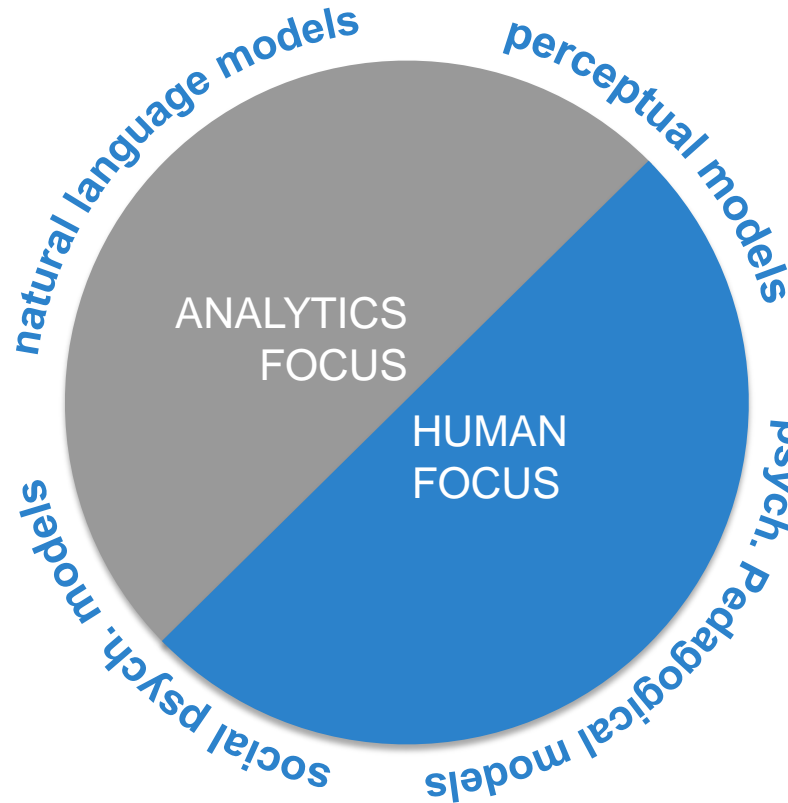 natural language models
perceptual models
ANALYTICS
FOCUS
HUMAN
FOCUS
psych. Pedagogical models
social psych. models